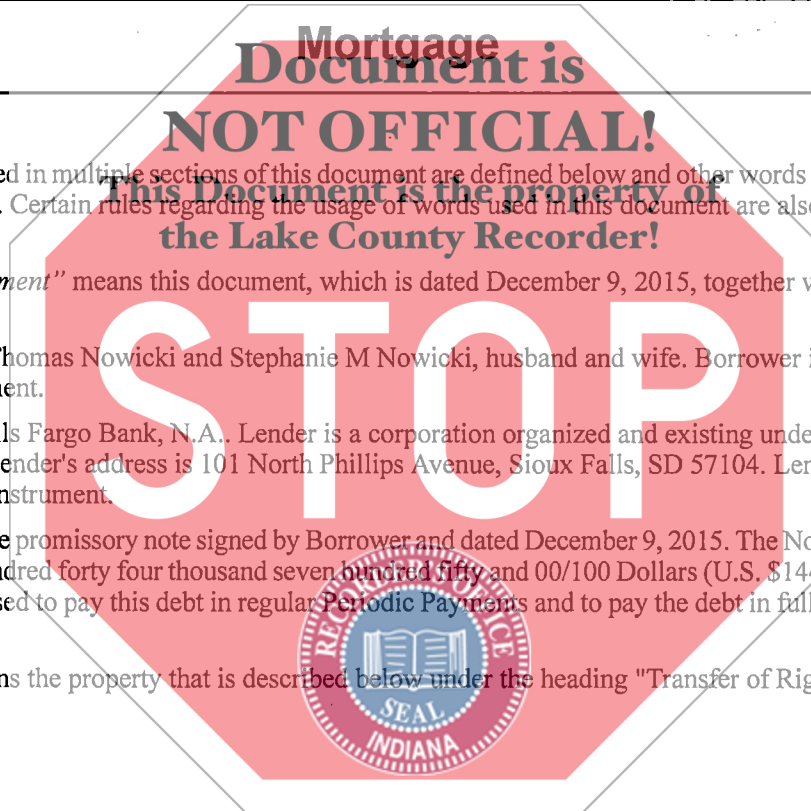 Mortgage
Document is
NOT OFFICIAL!
ed in multiple sections of this document are defined below and other words
This Document is the property of
. Certain rules regarding the usage of words used in this document are also
the Lake County Recorder!
ment" means this document, which is dated December 9, 2015, together
STOP
Thomas Nowicki and Stephanie M Nowicki, husband and wife. Borrower i
ent.
lls Fargo Bank, N.A.. Lender is a corporation organized and existing unde
ender's address is 101 North Phillips Avenue, Sioux Falls, SD 57104. Len
nstrument.
e promissory note signed by Borrower and dated December 9, 2015. The No
dred forty four thousand seven hundred fifty and 00/100 Dollars (U.S. $14
sed to pay this debt in regular Periodic Payments and to pay the debt in full
RECORDER'S OFFICE
ns the property that is described below under the heading "Transfer of Rig
SEAL
INDIANA